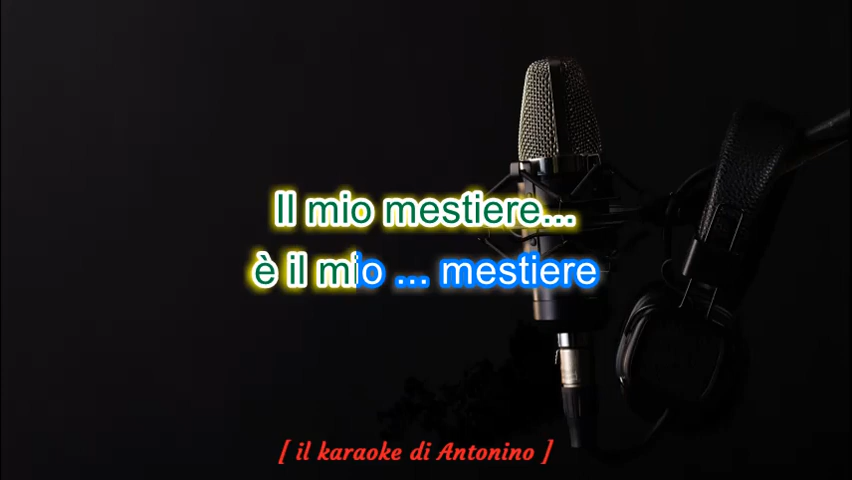 Il mio mestiere...
è il mio ... mestiere
[ il karaoke di Antonino ]